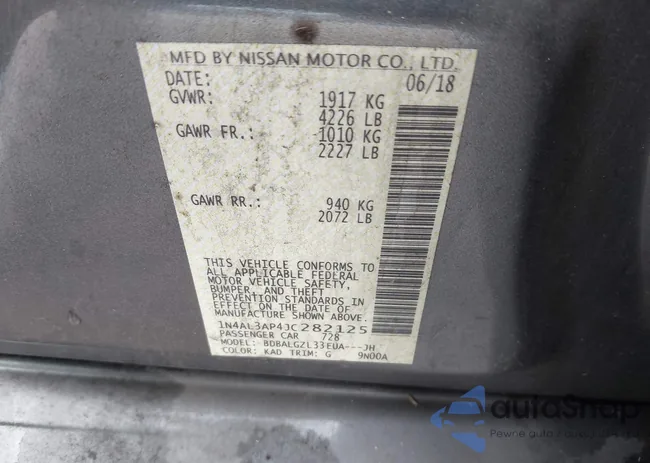 MFD BY NISSAN MOTOR CO., LTD.
DATE: 06/18
GVWR: 1917 KG
4226 LB
GAWR FR.: 1010 KG
2227 LB
GAWR RR.: 940 KG
2072 LB
THIS VEHICLE CONFORMS TO
ALL APPLICABLE FEDERAL
MOTOR VEHICLE SAFETY,
BUMPER, AND THEFT
PREVENTION STANDARDS IN
EFFECT ON THE DATE OF
MANUFACTURE SHOWN ABOVE.
1N4AL3AP4JC282125
PASSENGER CAR 728
MODEL: BDBALGZL33EUA---JH
COLOR: KAD TRIM: G 9N00A
autoSnap
Pewne auto z